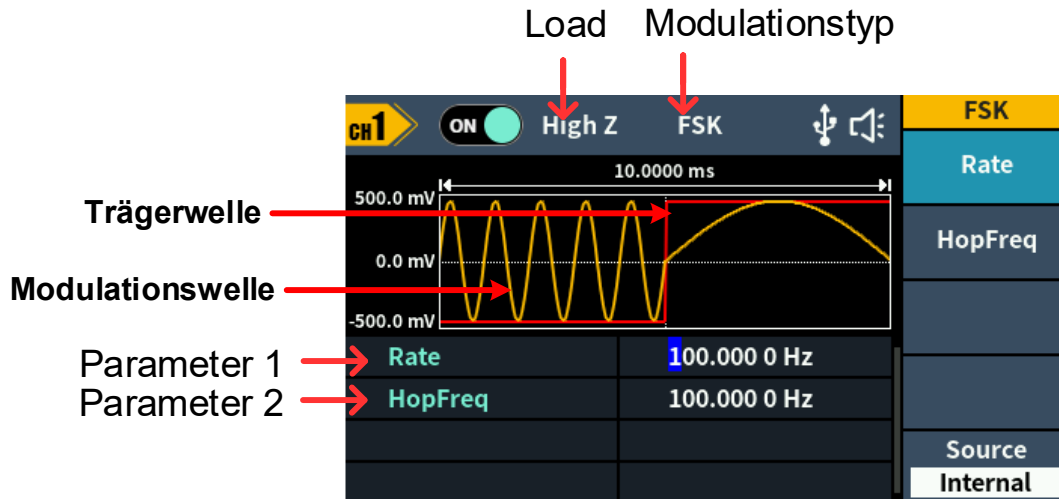 Load Modulationstyp
CH1 ON High Z FSK
FSK
Rate
HopFreq
Source
Internal
10.0000 ms
500.0 mV
0.0 mV
-500.0 mV
Trägerwelle
Modulationswelle
Parameter 1
Parameter 2
Rate 100.000 0 Hz
HopFreq 100.000 0 Hz